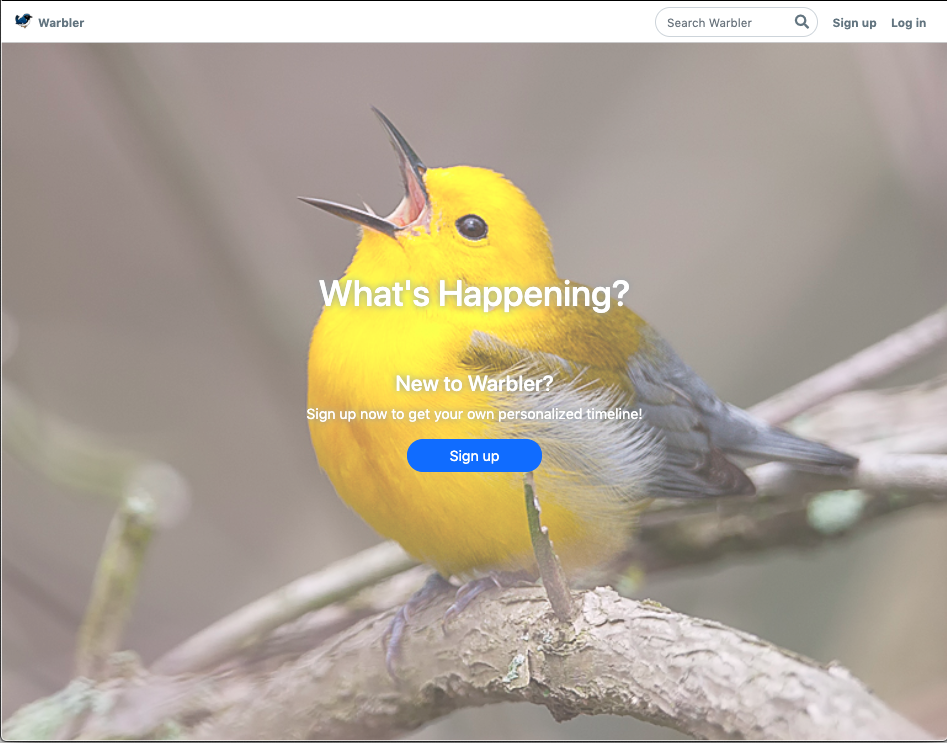 Warbler
Search Warbler
Sign up
Log in
What's Happening?
New to Warbler?
Sign up now to get your own personalized timeline!
Sign up